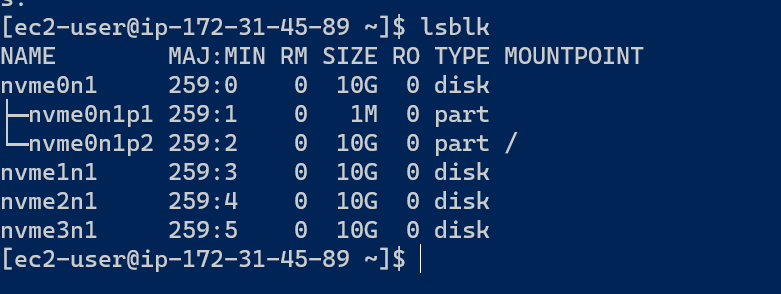 s.
[ec2-user@ip-172-31-45-89 ~]$ lsblk
NAME        MAJ:MIN RM SIZE RO TYPE MOUNTPOINT
nvme0n1     259:0    0  10G  0 disk
├─nvme0n1p1 259:1    0   1M  0 part
└─nvme0n1p2 259:2    0  10G  0 part /
nvme1n1     259:3    0  10G  0 disk
nvme2n1     259:4    0  10G  0 disk
nvme3n1     259:5    0  10G  0 disk
[ec2-user@ip-172-31-45-89 ~]$